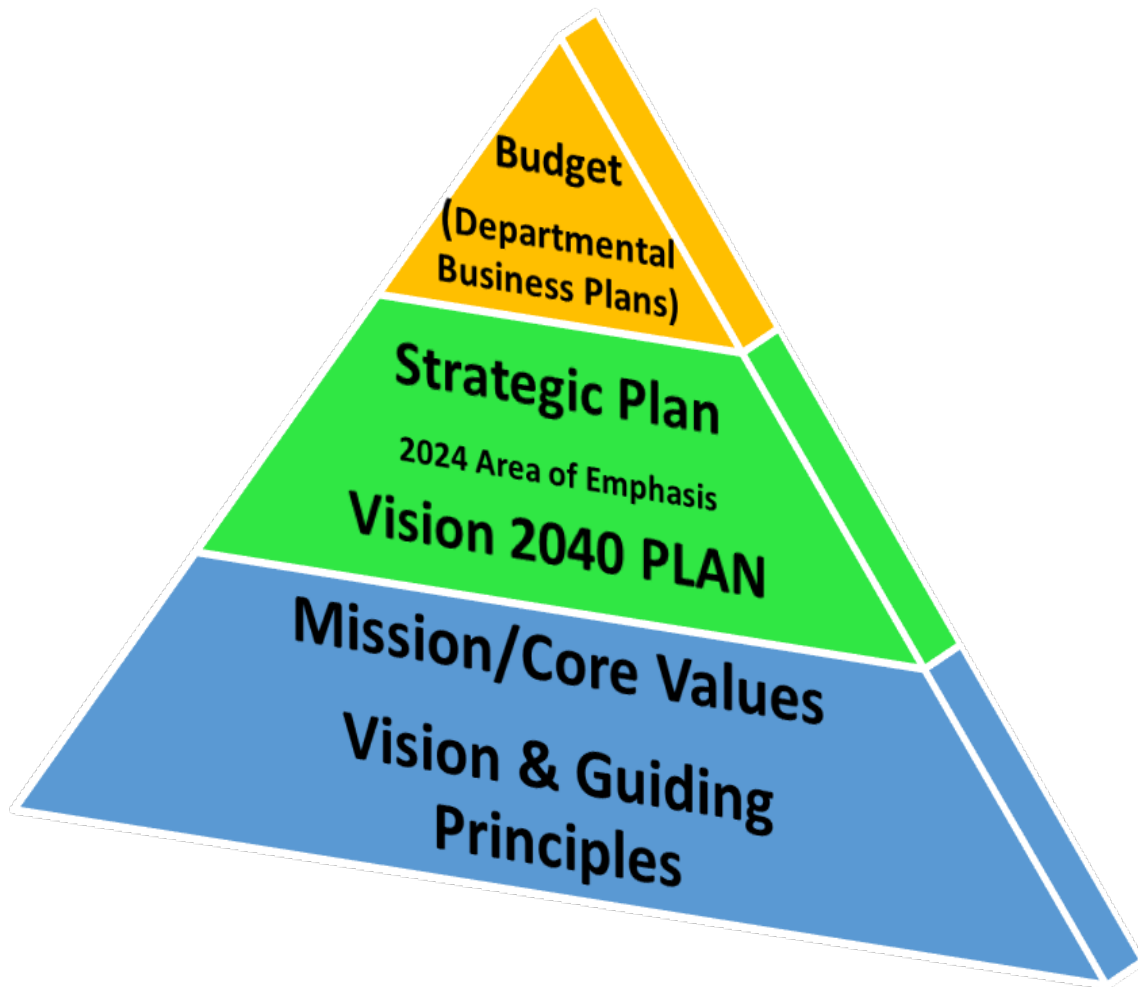 Budget
(Departmental
Business Plans)
Strategic Plan
2024 Area of Emphasis
Vision 2040 PLAN
Mission/Core Values
Vision & Guiding
Principles